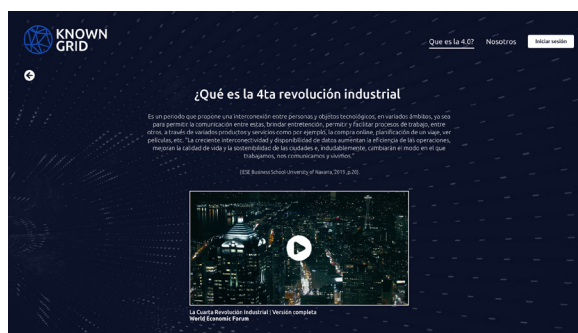 KNOWN
GRID
Que es la 4.0?
Nosotros
Iniciar sesión
¿Qué es la 4ta revolución industrial
Es un periodo que propone una interconexión entre personas y objetos tecnológicos, en variados ámbitos, ya sea
para permitir la comunicación entre estas, brindar entretención, permitir y facilitar procesos de trabajo, entre
otros, a través de variados productos y servicios como por ejemplo, la compra online, planificación de un viaje, ver
películas, etc. "La creciente interconectividad y disponibilidad de datos aumentan la eficiencia de las operaciones,
mejoran la calidad de vida y la sostenibilidad de las ciudades e, indudablemente, cambiarán el modo en el que
trabajamos, nos comunicamos y vivimos."
(IESE Business School-University of Navarra, 2019, p.20).
La Cuarta Revolución Industrial | Versión completa
World Economic Forum